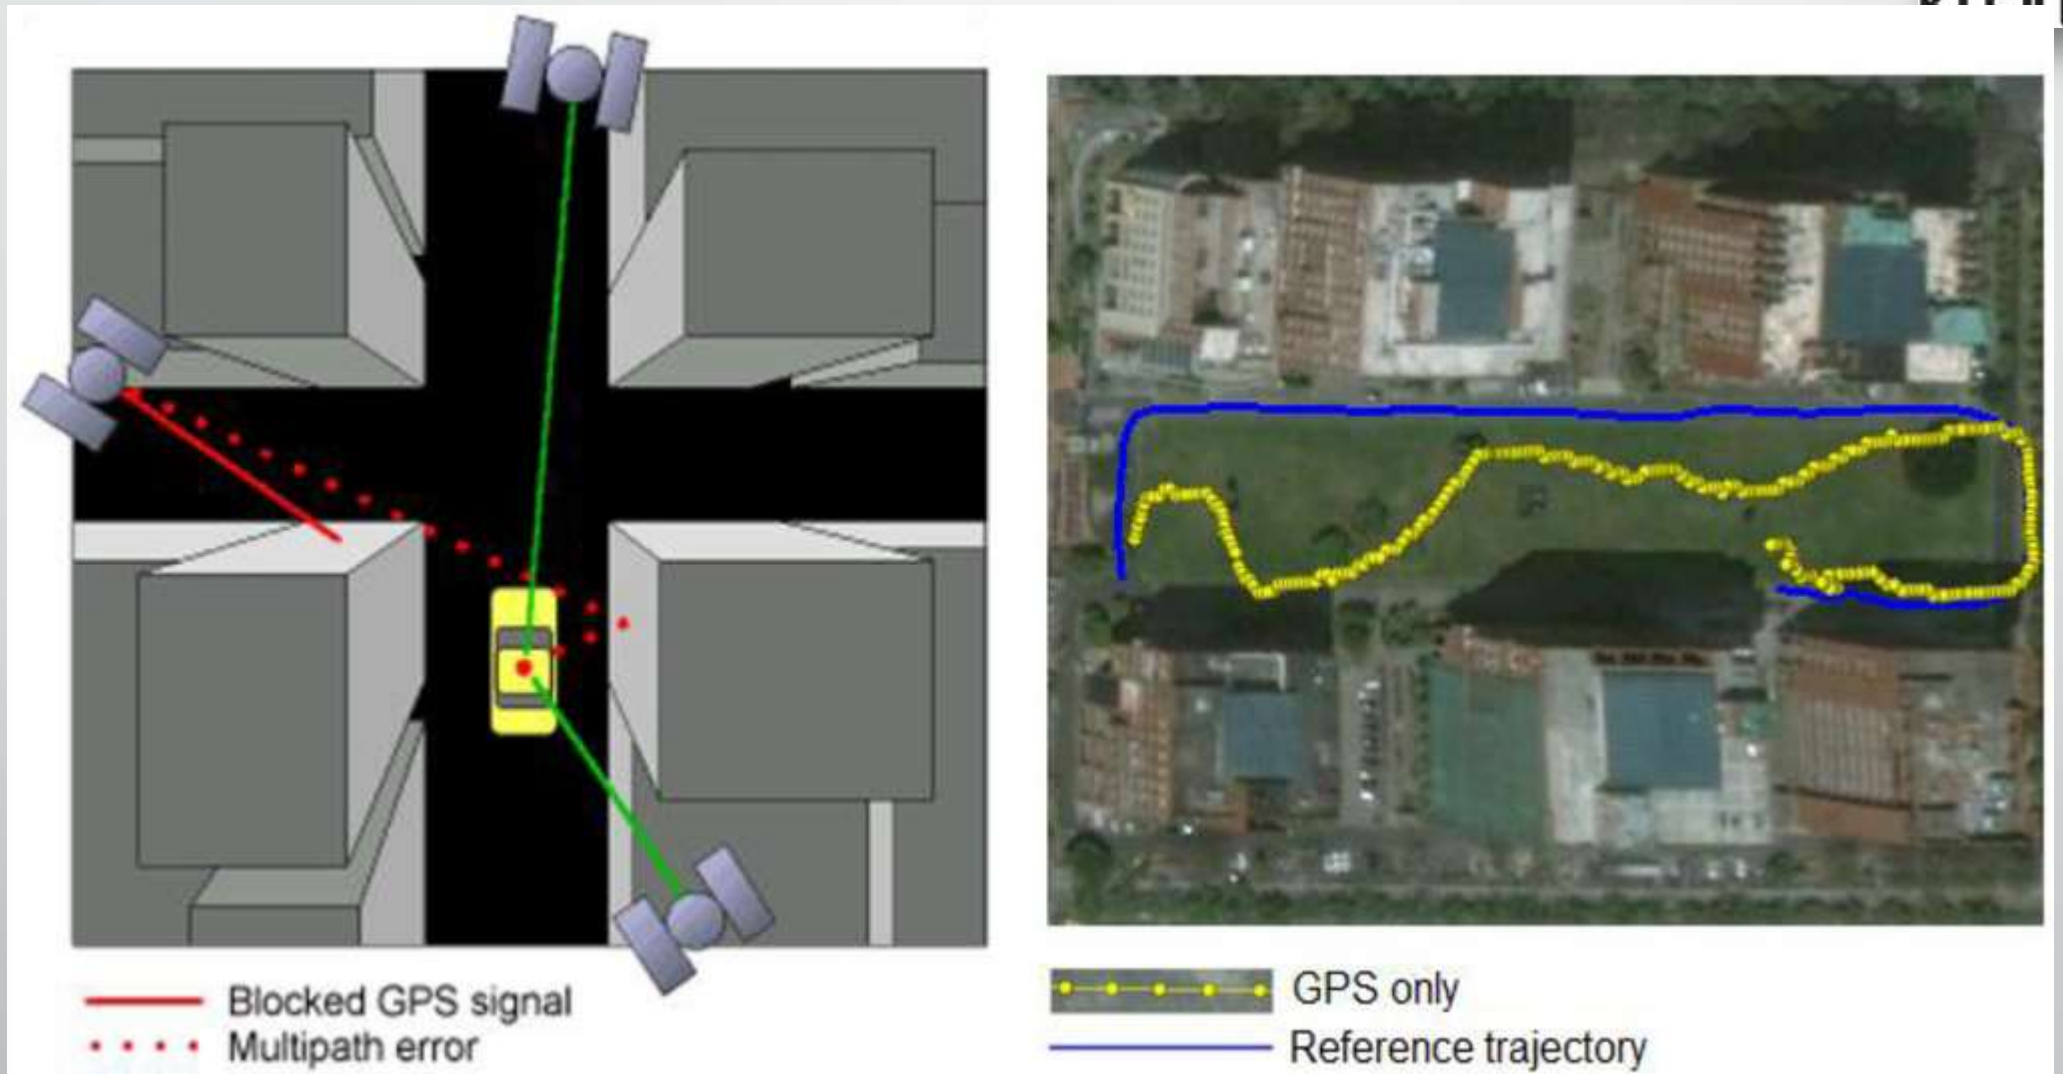 Blocked GPS signal
Multipath error
GPS only
Reference trajectory